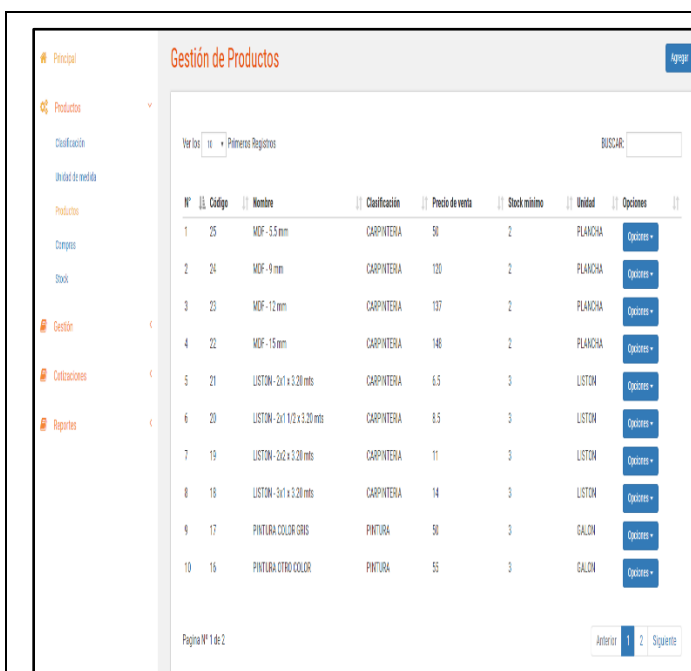 Principal
Productos
Clasificación
Unidad de medida
Productos
Compras
Stock
Gestión
Cotizaciones
Reportes
Gestión de Productos
Agregar
Ver los 10 Primeros Registros
BUSCAR:
N° Código Nombre Clasificación Precio de venta Stock minimo Unidad Opciones
1 25 MDF - 5.5 mm CARPINTERIA 50 2 PLANCHA Opciones
2 24 MDF - 9 mm CARPINTERIA 120 2 PLANCHA Opciones
3 23 MDF - 12 mm CARPINTERIA 137 2 PLANCHA Opciones
4 22 MDF - 15 mm CARPINTERIA 148 2 PLANCHA Opciones
5 21 LISTON - 2x1 x 3.20 mts CARPINTERIA 6.5 3 LISTON Opciones
6 20 LISTON - 2x1 1/2 x 3.20 mts CARPINTERIA 8.5 3 LISTON Opciones
7 19 LISTON - 2x2 x 3.20 mts CARPINTERIA 11 3 LISTON Opciones
8 18 LISTON - 3x1 x 3.20 mts CARPINTERIA 14 3 LISTON Opciones
9 17 PINTURA COLOR GRIS PINTURA 50 3 GALON Opciones
10 16 PINTURA OTRO COLOR PINTURA 55 3 GALON Opciones
Pagina N° 1 de 2
Anterior 1 2 Siguiente